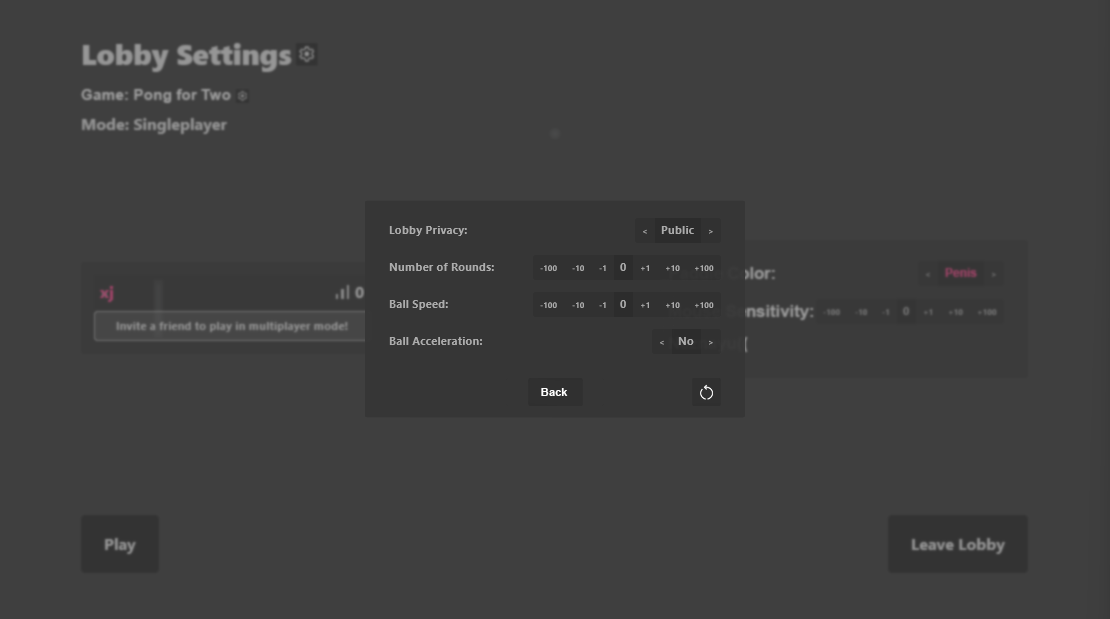 Lobby Settings
Game: Pong for Two
Mode: Singleplayer
Lobby Privacy: < Public >
Number of Rounds: -100 -10 -1 0 +1 +10 +100
Ball Speed: -100 -10 -1 0 +1 +10 +100
Ball Acceleration: < No >
Back
xj 0
Invite a friend to play in multiplayer mode!
olor: < Penis >
ensitivity: -100 -10 -1 0 +1 +10 +100
Play
Leave Lobby